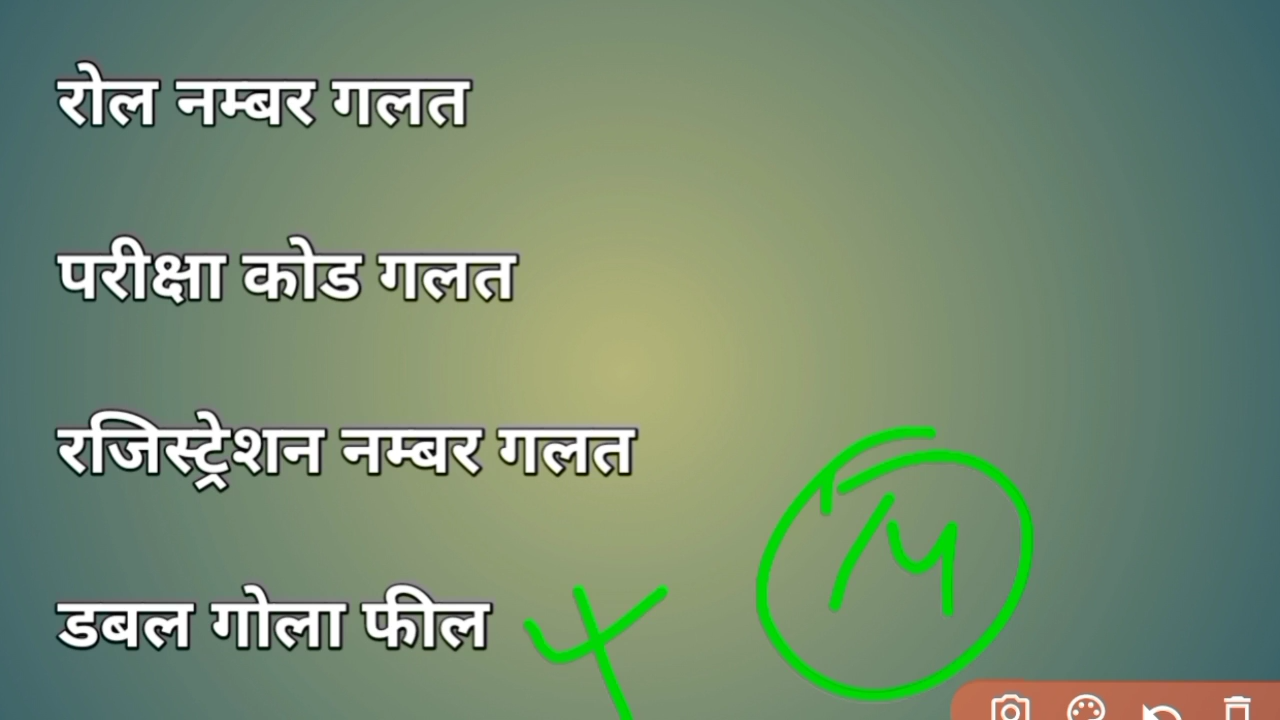 रोल नम्बर गलत
परीक्षा कोड गलत
रजिस्ट्रेशन नम्बर गलत
डबल गोला फील